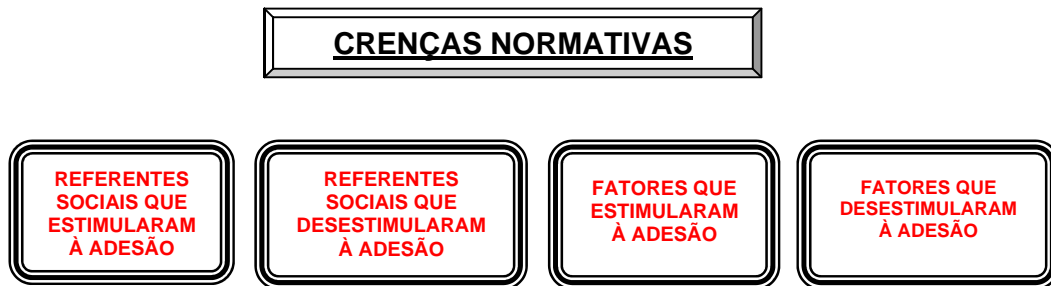 CRENÇAS NORMATIVAS
REFERENTES
SOCIAIS QUE
ESTIMULARAM
À ADESÃO
REFERENTES
SOCIAIS QUE
DESESTIMULARAM
À ADESÃO
FATORES QUE
ESTIMULARAM
À ADESÃO
FATORES QUE
DESESTIMULARAM
À ADESÃO